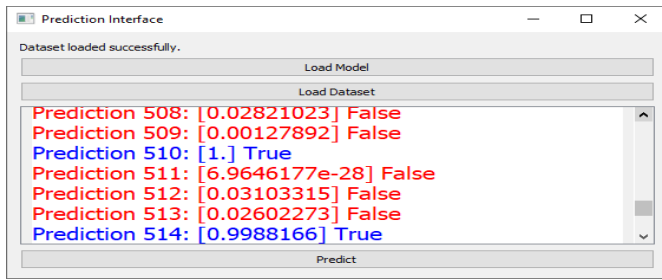 Prediction Interface
Dataset loaded successfully.
Load Model
Load Dataset
Prediction 508: [0.02821023] False
Prediction 509: [0.00127892] False
Prediction 510: [1.] True
Prediction 511: [6.9646177e-28] False
Prediction 512: [0.03103315] False
Prediction 513: [0.02602273] False
Prediction 514: [0.9988166] True
Predict